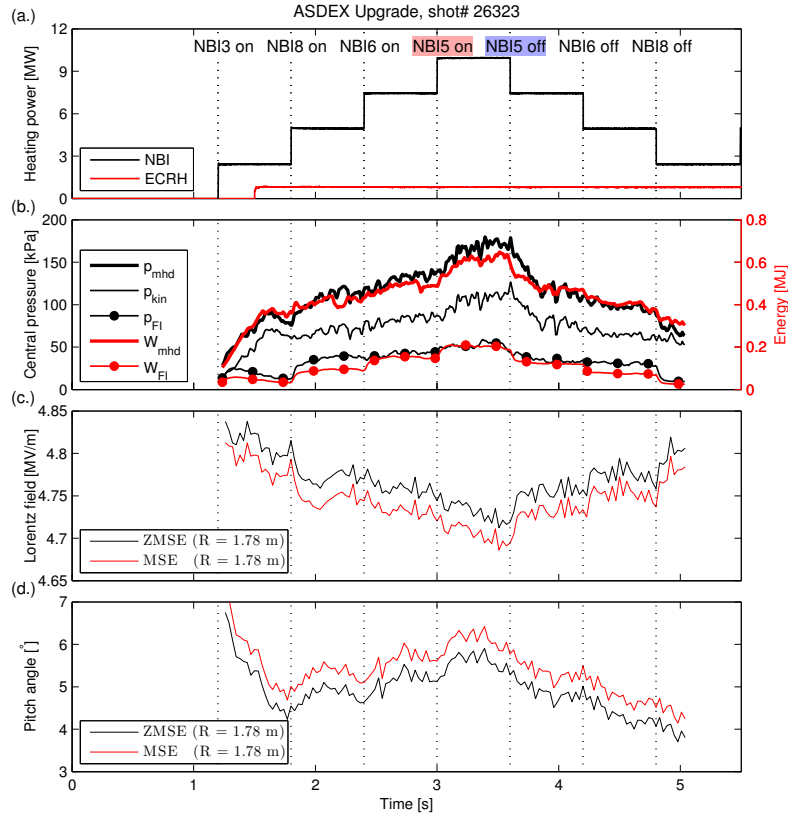 ASDEX Upgrade, shot# 26323
(a.)
12
9
6
3
0
Heating power [MW]
NBI3 on NBI8 on NBI6 on NBI5 on NBI5 off NBI6 off NBI8 off
NBI
ECRH
(b.)
200
150
100
50
0
Central pressure [kPa]
0.8
0.6
0.4
0.2
0
Energy [MJ]
p_mhd
p_kin
p_FI
W_mhd
W_FI
(c.)
4.85
4.8
4.75
4.7
4.65
Lorentz field [MV/m]
ZMSE (R = 1.78 m)
MSE (R = 1.78 m)
(d.)
7
6
5
4
3
Pitch angle [°]
ZMSE (R = 1.78 m)
MSE (R = 1.78 m)
0 1 2 3 4 5
Time [s]